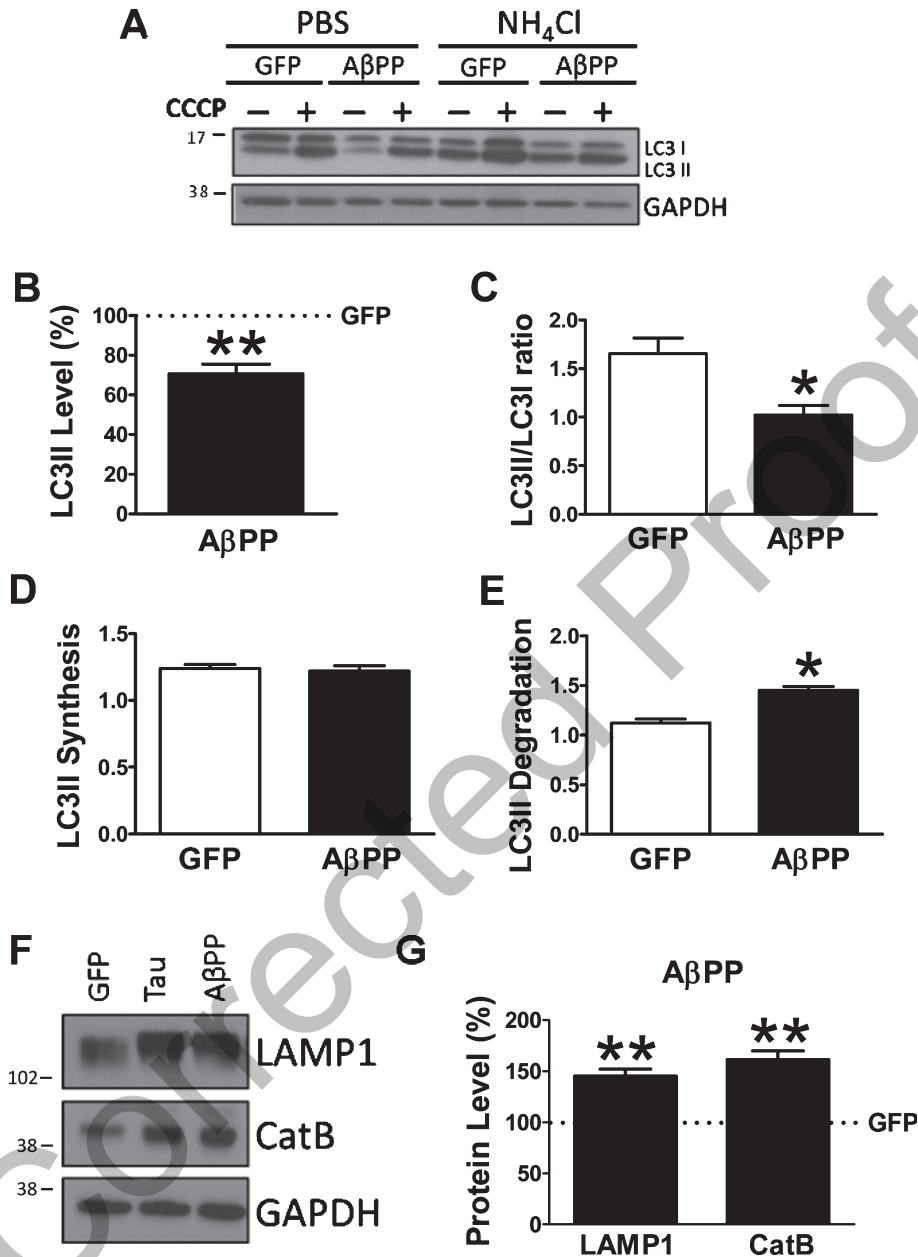 A
PBS NH₄Cl
GFP AβPP GFP AβPP
CCCP − + − + − + − +
17 LC3 I
LC3 II
38 GAPDH
B
LC3II Level (%)
100 GFP
80
60
40
20
0
**
AβPP
C
LC3II/LC3I ratio
2.0
1.5
1.0
0.5
0.0
*
GFP AβPP
D
LC3II Synthesis
1.5
1.0
0.5
0.0
GFP AβPP
E
LC3II Degradation
2.0
1.5
1.0
0.5
0.0
*
GFP AβPP
F
GFP Tau AβPP
LAMP1
102
CatB
38
38
GAPDH
G
AβPP
Protein Level (%)
200
150
100 GFP
50
0
** **
LAMP1 CatB
corrected Proof